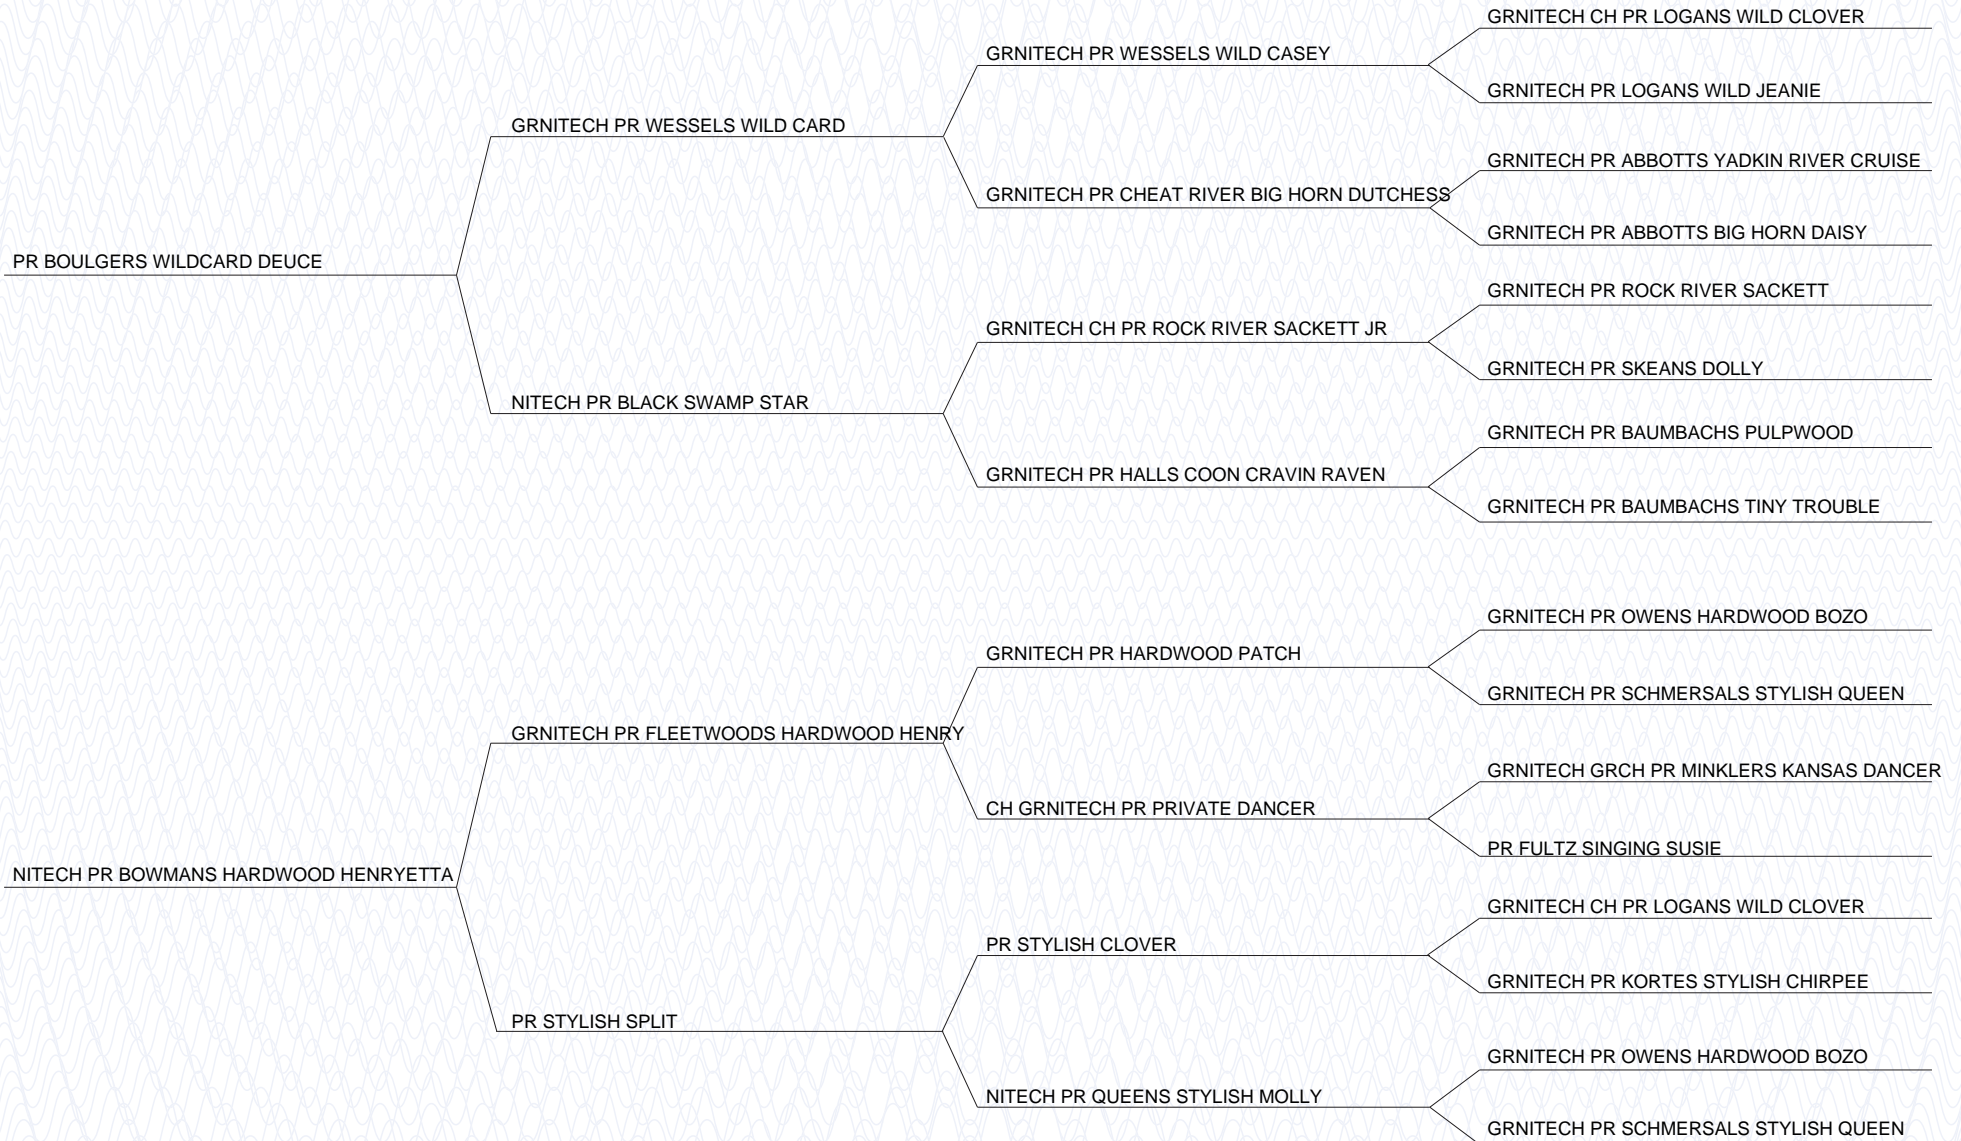 GRNITECH CH PR LOGANS WILD CLOVER
GRNITECH PR WESSELS WILD CASEY
GRNITECH PR LOGANS WILD JEANIE
GRNITECH PR WESSELS WILD CARD
GRNITECH PR ABBOTTS YADKIN RIVER CRUISE
GRNITECH PR CHEAT RIVER BIG HORN DUTCHESS
GRNITECH PR ABBOTTS BIG HORN DAISY
PR BOULGERS WILDCARD DEUCE
GRNITECH PR ROCK RIVER SACKETT
GRNITECH CH PR ROCK RIVER SACKETT JR
GRNITECH PR SKEANS DOLLY
NITECH PR BLACK SWAMP STAR
GRNITECH PR BAUMBACHS PULPWOOD
GRNITECH PR HALLS COON CRAVIN RAVEN
GRNITECH PR BAUMBACHS TINY TROUBLE
GRNITECH PR OWENS HARDWOOD BOZO
GRNITECH PR HARDWOOD PATCH
GRNITECH PR SCHMERSALS STYLISH QUEEN
GRNITECH PR FLEETWOODS HARDWOOD HENRY
GRNITECH GRCH PR MINKLERS KANSAS DANCER
CH GRNITECH PR PRIVATE DANCER
PR FULTZ SINGING SUSIE
NITECH PR BOWMANS HARDWOOD HENRYETTA
GRNITECH CH PR LOGANS WILD CLOVER
PR STYLISH CLOVER
GRNITECH PR KORTES STYLISH CHIRPEE
PR STYLISH SPLIT
GRNITECH PR OWENS HARDWOOD BOZO
NITECH PR QUEENS STYLISH MOLLY
GRNITECH PR SCHMERSALS STYLISH QUEEN